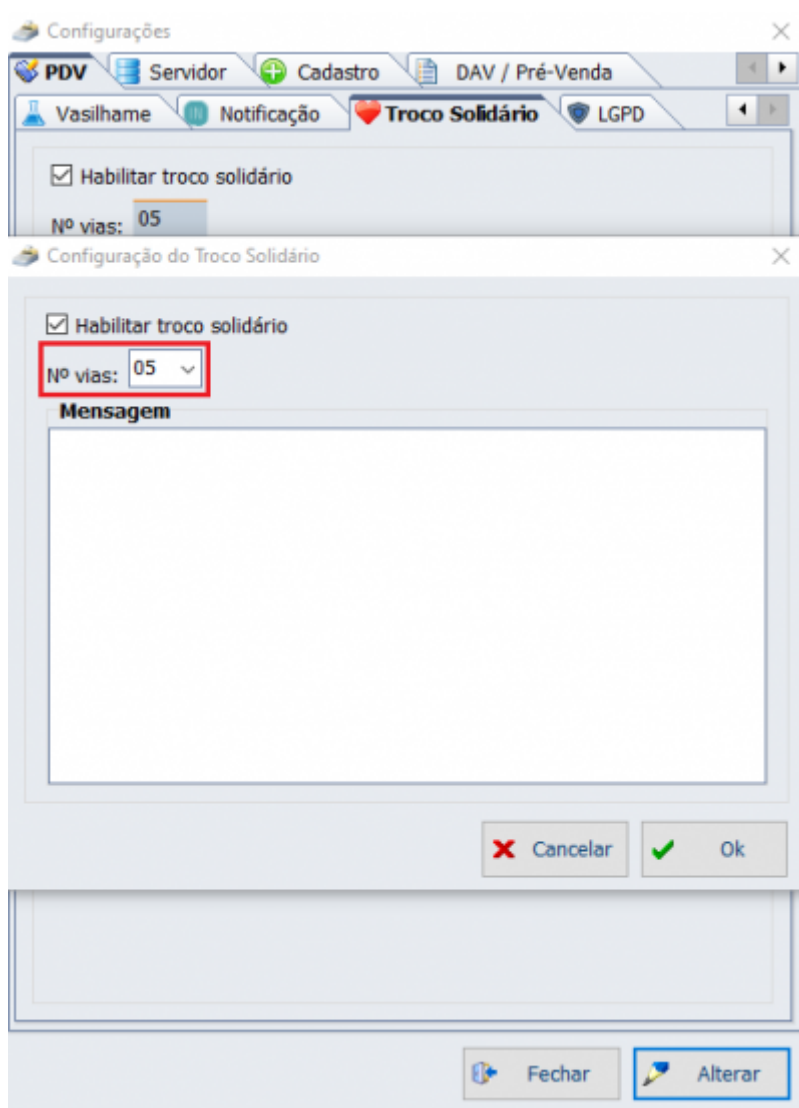 Configurações
PDV Servidor Cadastro DAV / Pré-Venda
Vasilhame Notificação Troco Solidário LGPD
Habilitar troco solidário
Nº vias: 05
Configuração do Troco Solidário
Habilitar troco solidário
Nº vias: 05
Mensagem
Cancelar Ok
Fechar Alterar